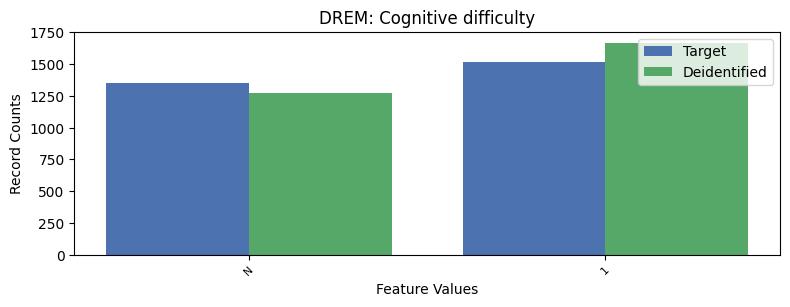 DREM: Cognitive difficulty
Record Counts
1750
1500
1250
1000
750
500
250
0
Target
Deidentified
N
1
Feature Values